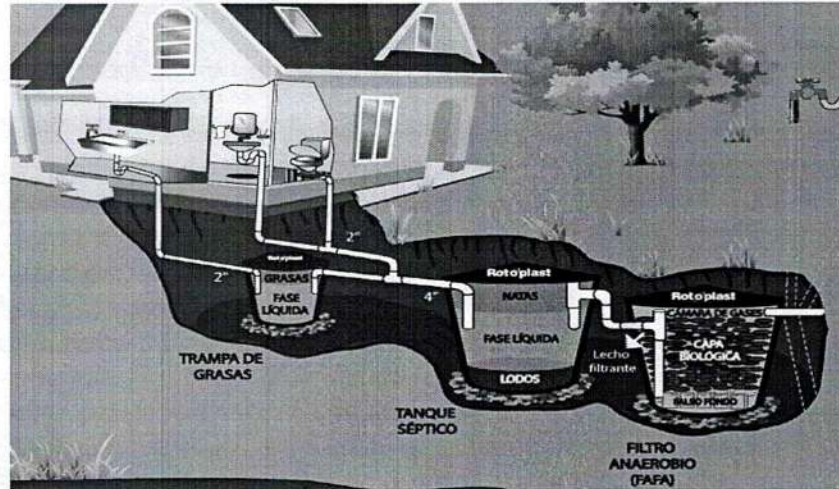 2"
2"
4"
Rotoplast
GRASAS
FASE
LÍQUIDA
TRAMPA DE
GRASAS
Rotoplast
NATAS
FASE LÍQUIDA
LODOS
TANQUE
SÉPTICO
Rotoplast
CÁMARA DE GASES
CAPA
BIOLÓGICA
Lecho
filtrante
FALSO FONDO
FILTRO
ANAEROBIO
(FAFA)